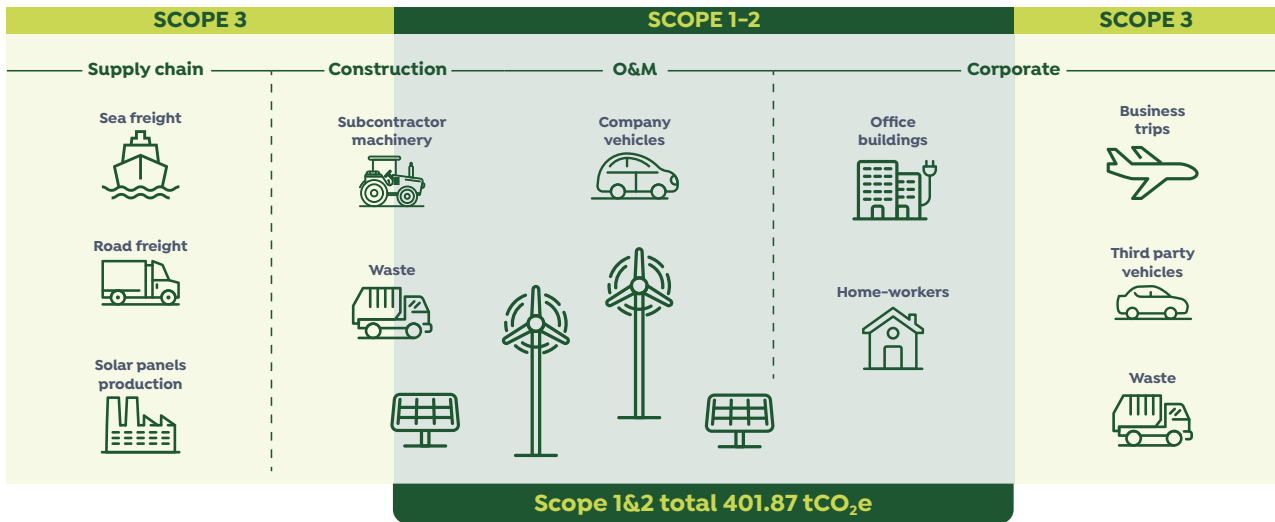 SCOPE 3
SCOPE 1–2
SCOPE 3
Supply chain
Construction
O&M
Corporate
Sea freight
Road freight
Solar panels
production
Subcontractor
machinery
Waste
Company
vehicles
Office
buildings
Home-workers
Business
trips
Third party
vehicles
Waste
Scope 1&2 total 401.87 tCO₂e